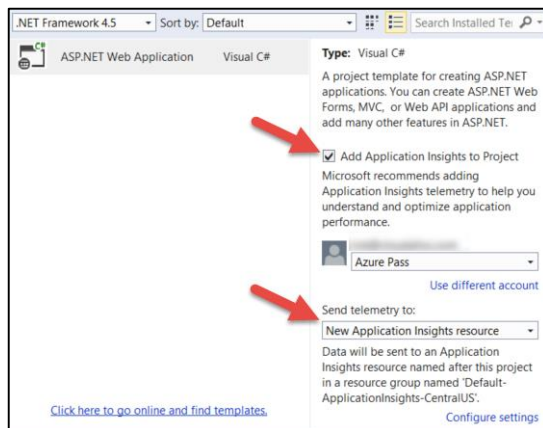 .NET Framework 4.5 Sort by: Default Search Installed Te
C#
ASP.NET Web Application Visual C#
Type: Visual C#
A project template for creating ASP.NET
applications. You can create ASP.NET Web
Forms, MVC, or Web API applications and
add many other features in ASP.NET.
Add Application Insights to Project
Microsoft recommends adding
Application Insights telemetry to help you
understand and optimize application
performance.
Azure Pass
Use different account
Send telemetry to:
New Application Insights resource
Data will be sent to an Application
Insights resource named after this project
in a resource group named 'Default-
ApplicationInsights-CentralUS'.
Click here to go online and find templates.
Configure settings